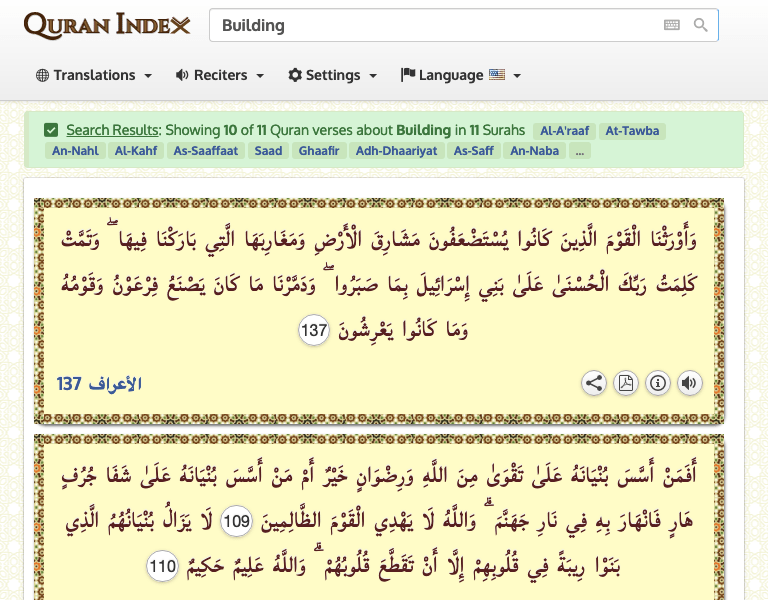 Quran Index
Building
Translations Reciters Settings Language
Search Results: Showing 10 of 11 Quran verses about Building in 11 Surahs Al-A'raaf At-Tawba
An-Nahl Al-Kahf As-Saaffaat Saad Ghaafir Adh-Dhaariyat As-Saff An-Naba ...
وَأَوْرَثْنَا الْقَوْمَ الَّذِينَ كَانُوا يُسْتَضْعَفُونَ مَشَارِقَ الْأَرْضِ وَمَغَارِبَهَا الَّتِي بَارَكْنَا فِيهَا ۖ وَتَمَّتْ
كَلِمَتُ رَبِّكَ الْحُسْنَىٰ عَلَىٰ بَنِي إِسْرَائِيلَ بِمَا صَبَرُوا ۖ وَدَمَّرْنَا مَا كَانَ يَصْنَعُ فِرْعَوْنُ وَقَوْمُهُ
وَمَا كَانُوا يَعْرِشُونَ 137
الأعراف 137
أَفَمَنْ أَسَّسَ بُنْيَانَهُ عَلَىٰ تَقْوَىٰ مِنَ اللَّهِ وَرِضْوَانٍ خَيْرٌ أَمْ مَنْ أَسَّسَ بُنْيَانَهُ عَلَىٰ شَفَا جُرُفٍ
هَارٍ فَانْهَارَ بِهِ فِي نَارِ جَهَنَّمَ ۗ وَاللَّهُ لَا يَهْدِي الْقَوْمَ الظَّالِمِينَ 109 لَا يَزَالُ بُنْيَانُهُمُ الَّذِي
بَنَوْا رِيبَةً فِي قُلُوبِهِمْ إِلَّا أَنْ تَقَطَّعَ قُلُوبُهُمْ ۗ وَاللَّهُ عَلِيمٌ حَكِيمٌ 110